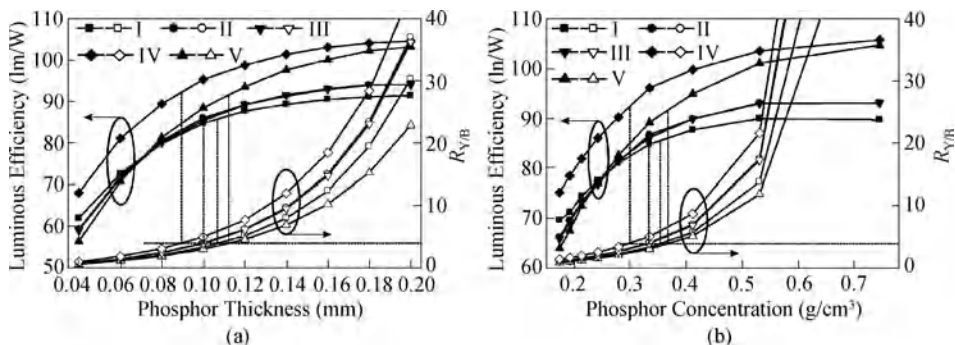 110
100
90
80
70
60
50
Luminous Efficiency (lm/W)
I II III
IV V
40
30
20
10
0
R_Y/B
0.04 0.06 0.08 0.10 0.12 0.14 0.16 0.18 0.20
Phosphor Thickness (mm)
(a)
110
100
90
80
70
60
Luminous Efficiency (ln/W)
I II
III IV
V
40
30
20
10
0
R_Y/B
0.2 0.3 0.4 0.5 0.6 0.7
Phosphor Concentration (g/cm³)
(b)